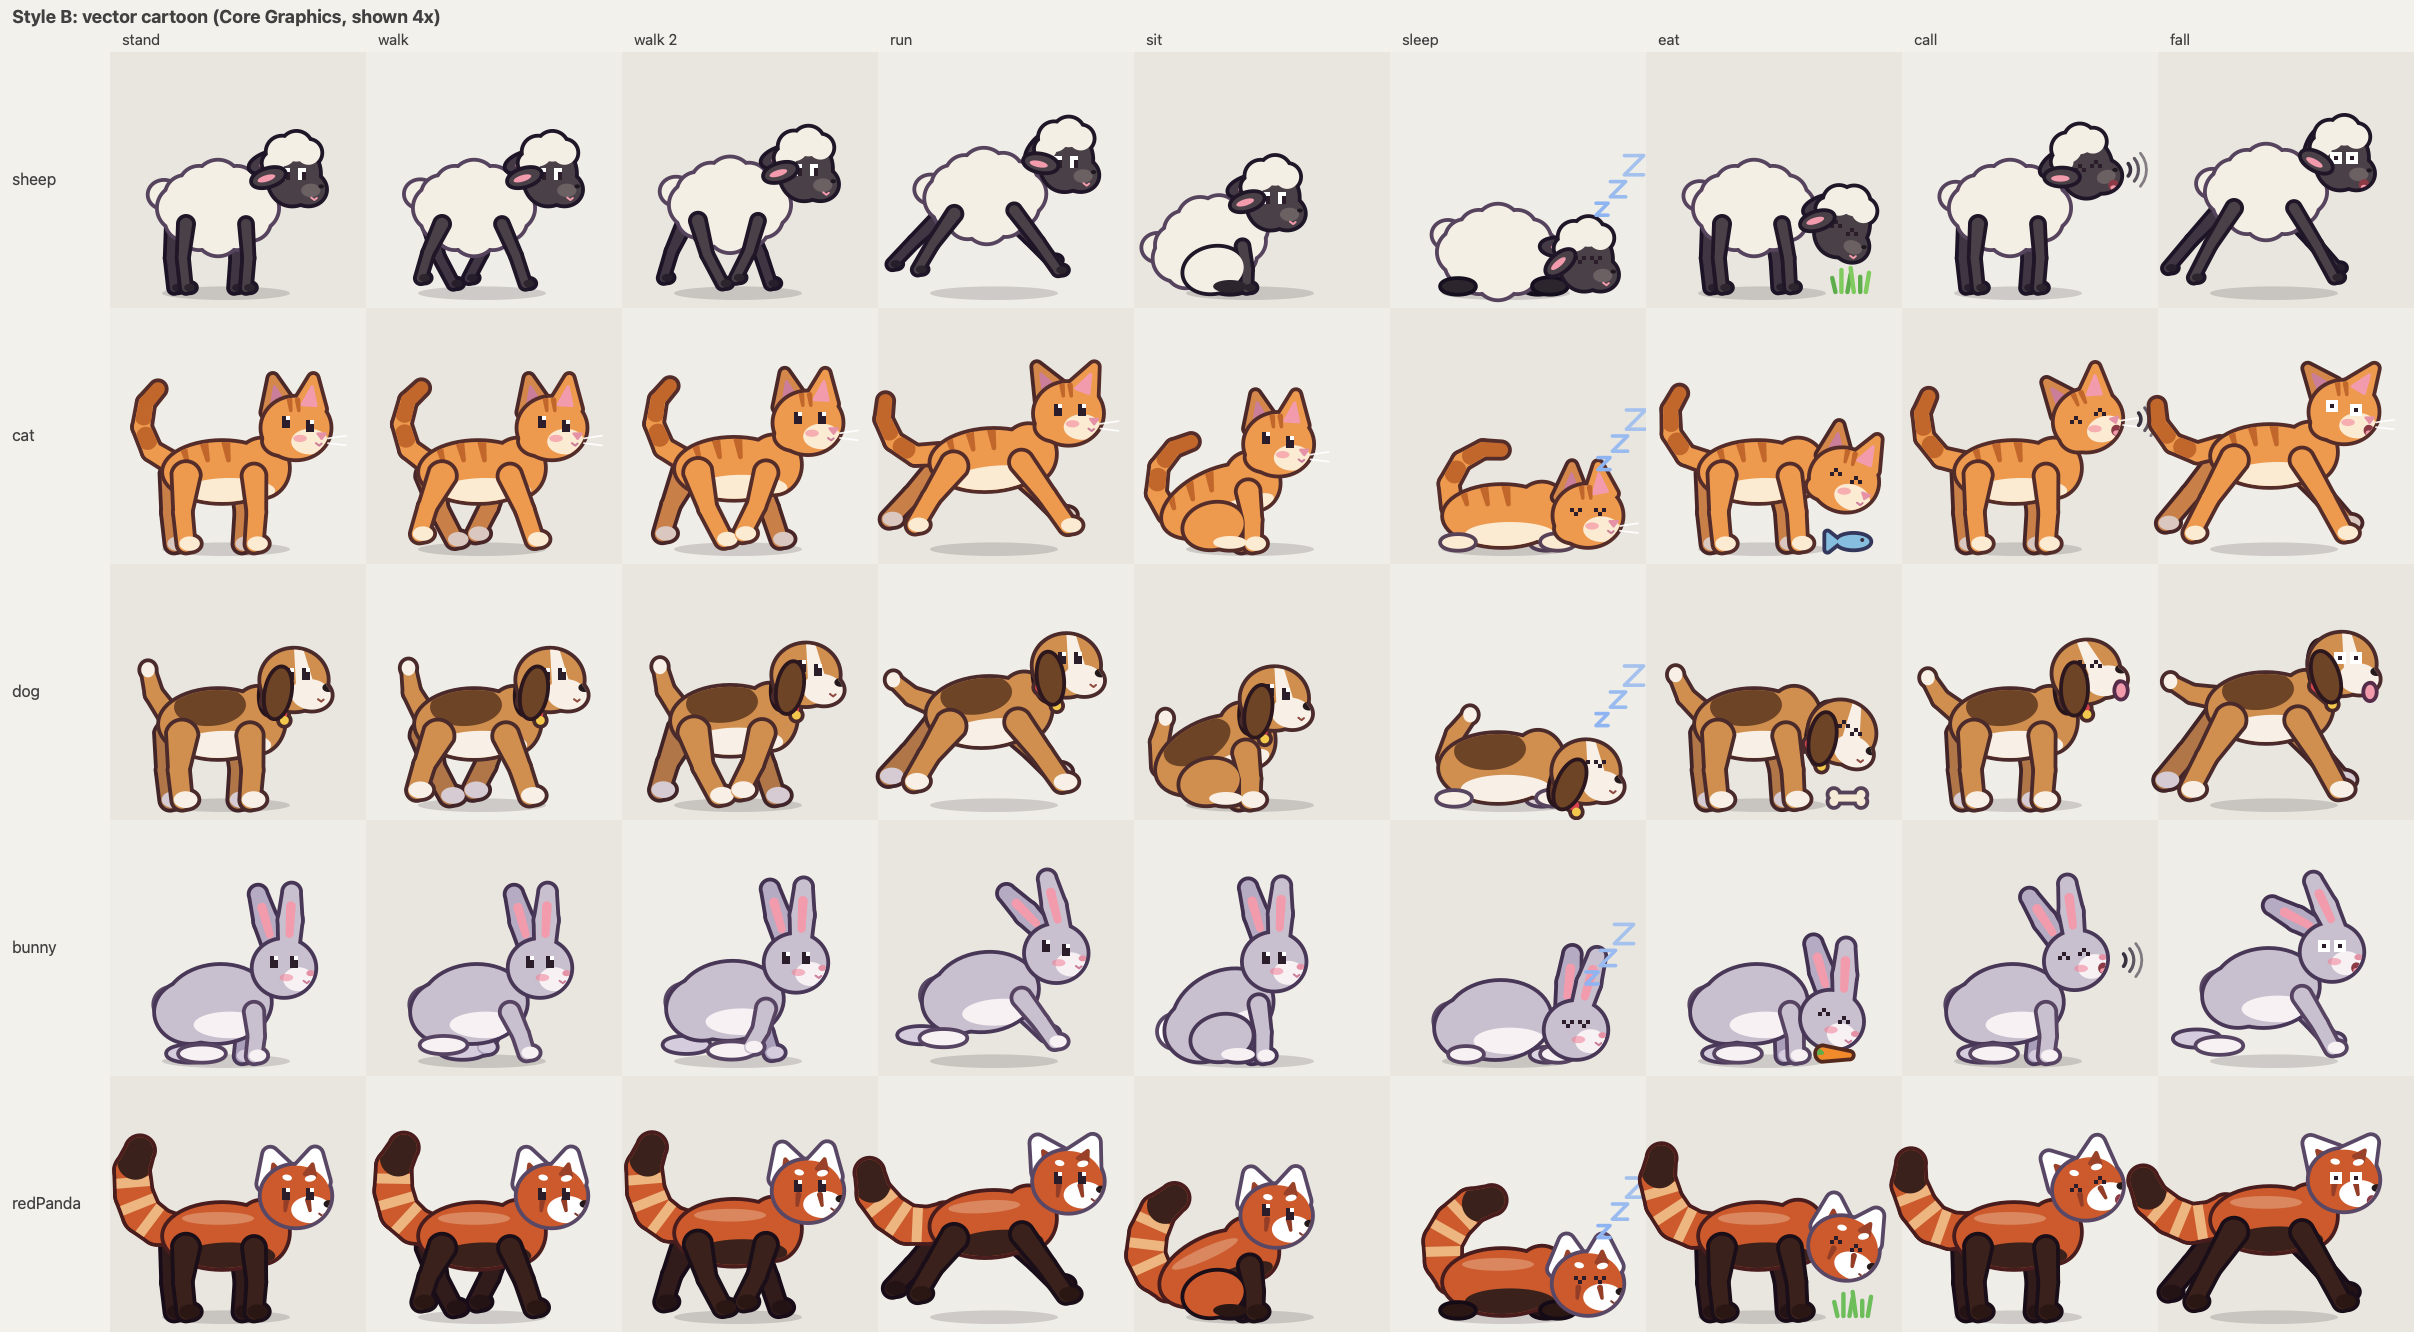 Style B: vector cartoon (Core Graphics, shown 4x)
stand walk walk 2 run sit sleep eat call fall
sheep
z z z Z
cat
z z z Z
dog
z z z Z
bunny
z z Z
redPanda
z z z Z